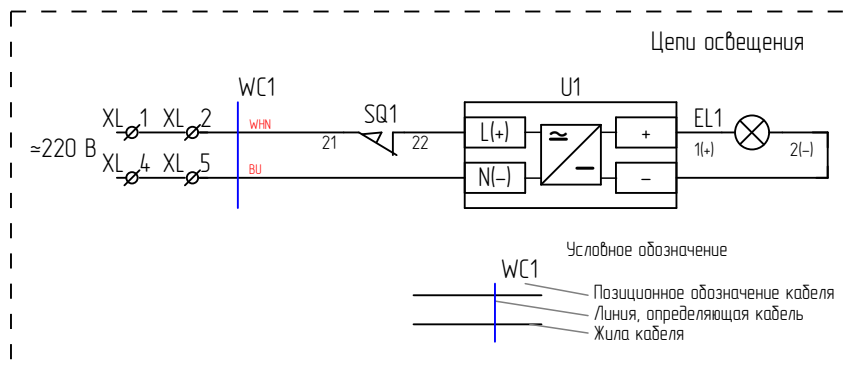 Цепи освещения
WC1
U1
XL 1 XL 2
WHN
21
SQ1
22
L(+)
≃
+
EL1
1(+)
2(−)
≃220 В
XL 4 XL 5
BU
N(−)
−
−
Условное обозначение
WC1
Позиционное обозначение кабеля
Линия, определяющая кабель
Жила кабеля